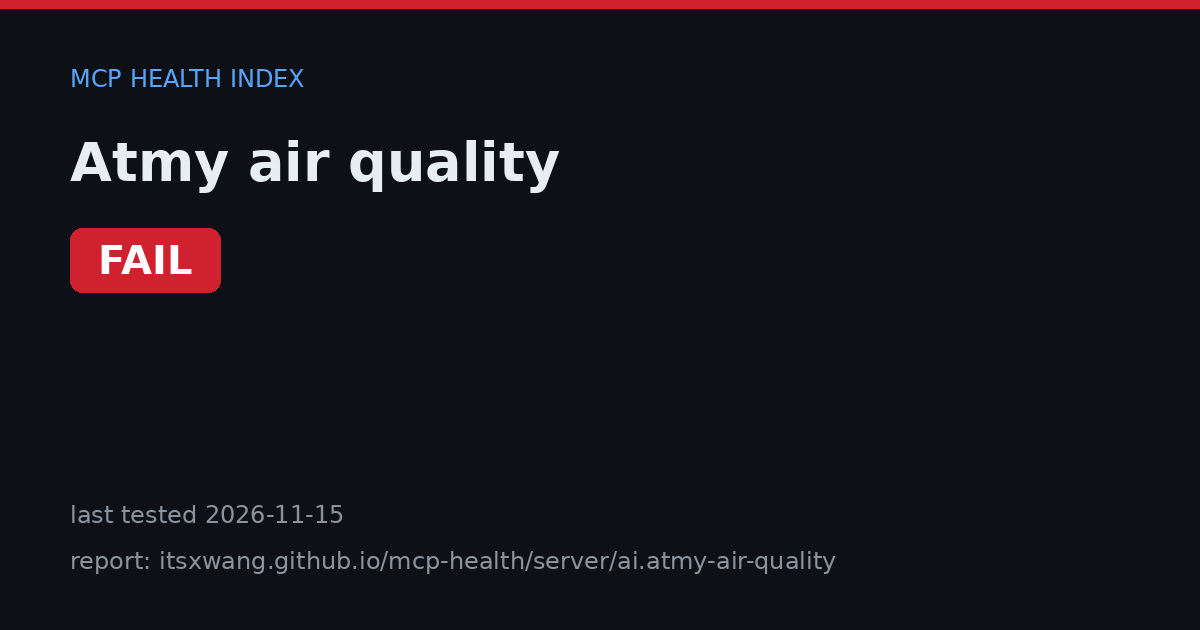 MCP HEALTH INDEX
Atmy air quality
FAIL
last tested 2026-11-15
report: itsxwang.github.io/mcp-health/server/ai.atmy-air-quality